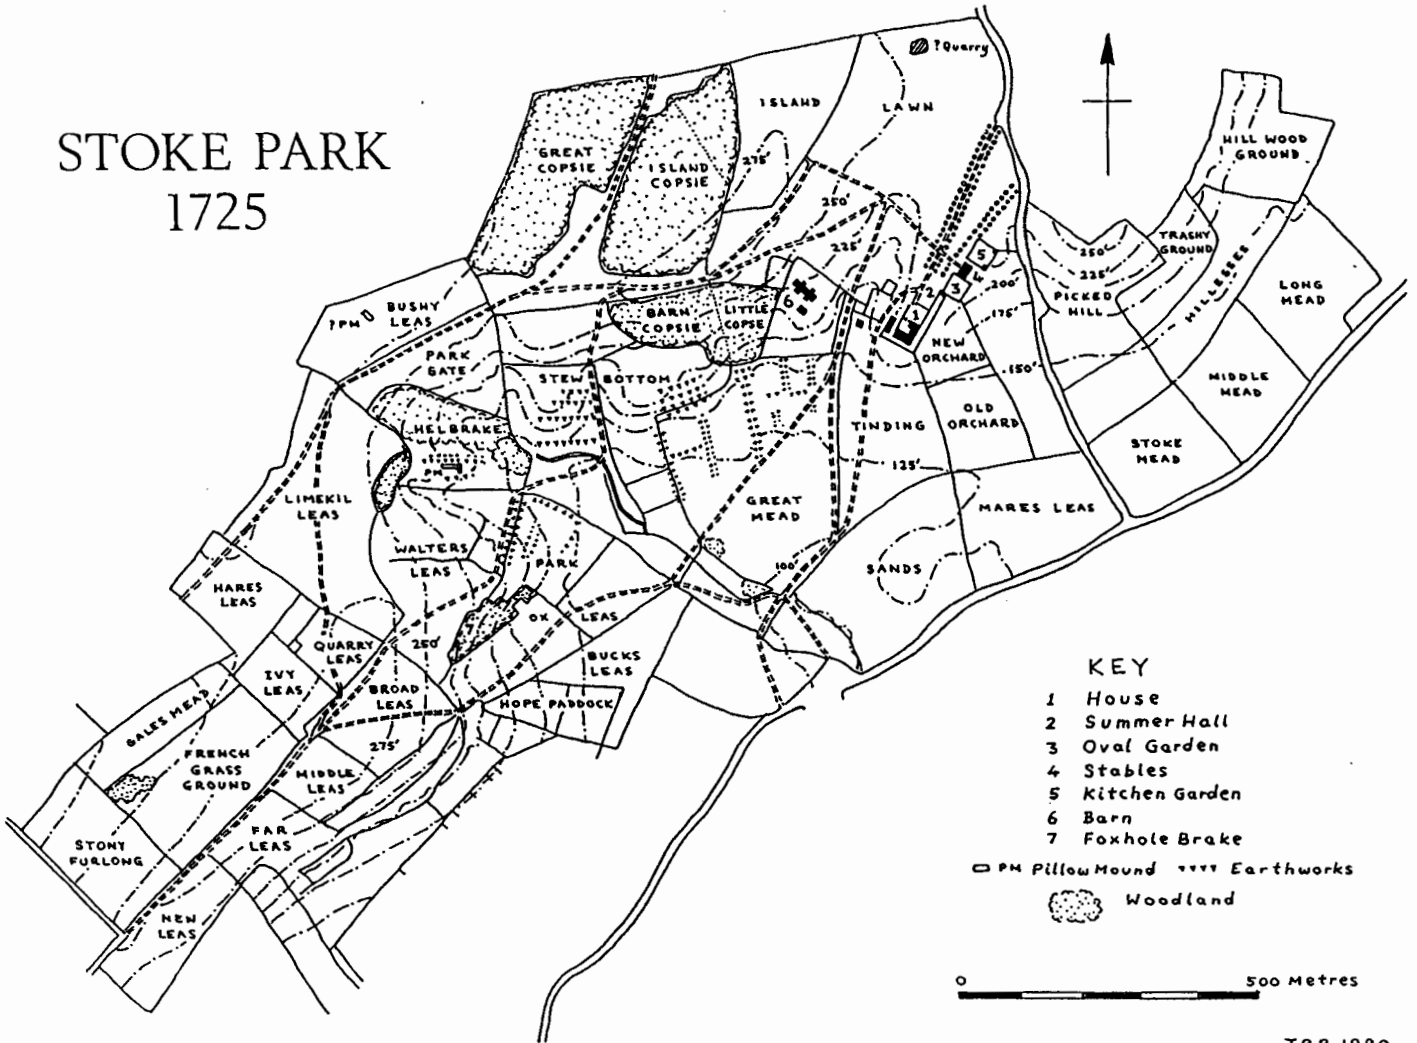 STOKE PARK
1725
? Quarry
ISLAND
LAWN
GREAT
COPSIE
ISLAND
COPSIE
275'
HILL WOOD
GROUND
250'
225'
TRASHY
GROUND
250'
225'
HILLEGRES
LONG
MEAD
PICKED
HILL
200'
175'
150'
5
4
3
2
1
6
BUSHY
LEAS
? PM
BARN
COPSIE
LITTLE
COPSE
NEW
ORCHARD
PARK
GATE
STEW BOTTOM
MIDDLE
MEAD
HELBRAKE
PM
TINDING
OLD
ORCHARD
STOKE
MEAD
125'
LIMEKIL
LEAS
GREAT
MEAD
MARES LEAS
WALTERS
LEAS
PARK
100'
SANDS
HARES
LEAS
OX LEAS
7
QUARRY
LEAS
250'
BUCKS
LEAS
IVY
LEAS
BROAD
LEAS
HOPE PADDOCK
GALES MEAD
275'
FRENCH
GRASS
GROUND
MIDDLE
LEAS
STONY
FURLONG
FAR
LEAS
NEW
LEAS
KEY
1 House
2 Summer Hall
3 Oval Garden
4 Stables
5 Kitchen Garden
6 Barn
7 Foxhole Brake
PM Pillow Mound Earthworks
Woodland
0 500 Metres